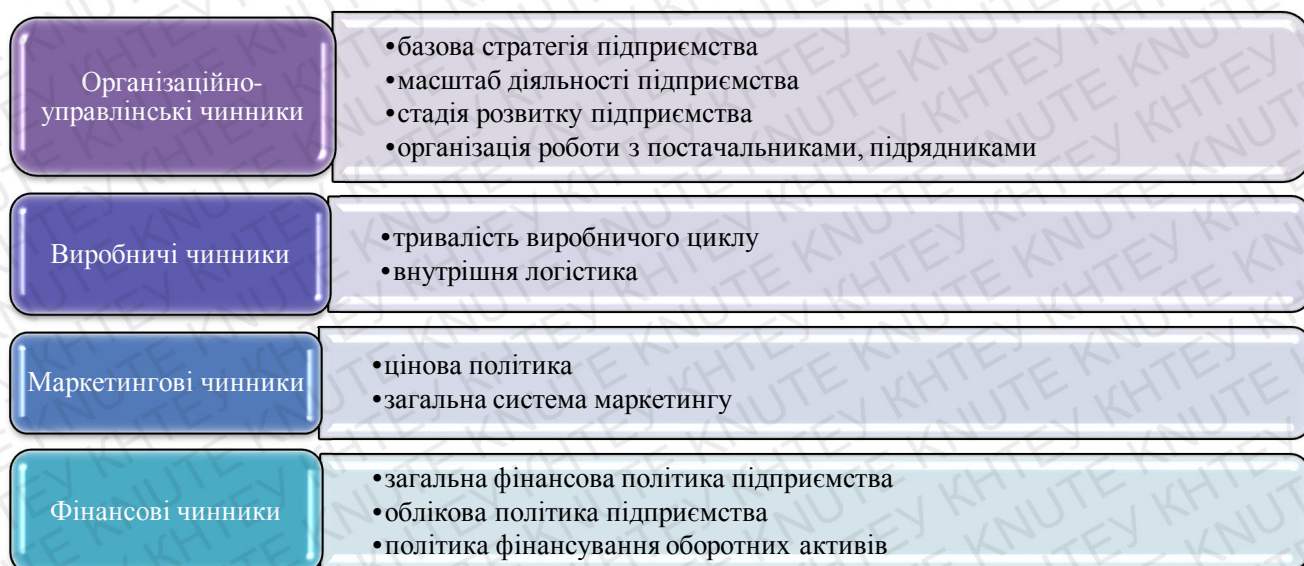 Організаційно-
управлінські чинники
•базова стратегія підприємства
•масштаб діяльності підприємства
•стадія розвитку підприємства
•організація роботи з постачальниками, підрядниками
Виробничі чинники
•тривалість виробничого циклу
•внутрішня логістика
Маркетингові чинники
•цінова політика
•загальна система маркетингу
Фінансові чинники
•загальна фінансова політика підприємства
•облікова політика підприємства
•політика фінансування оборотних активів